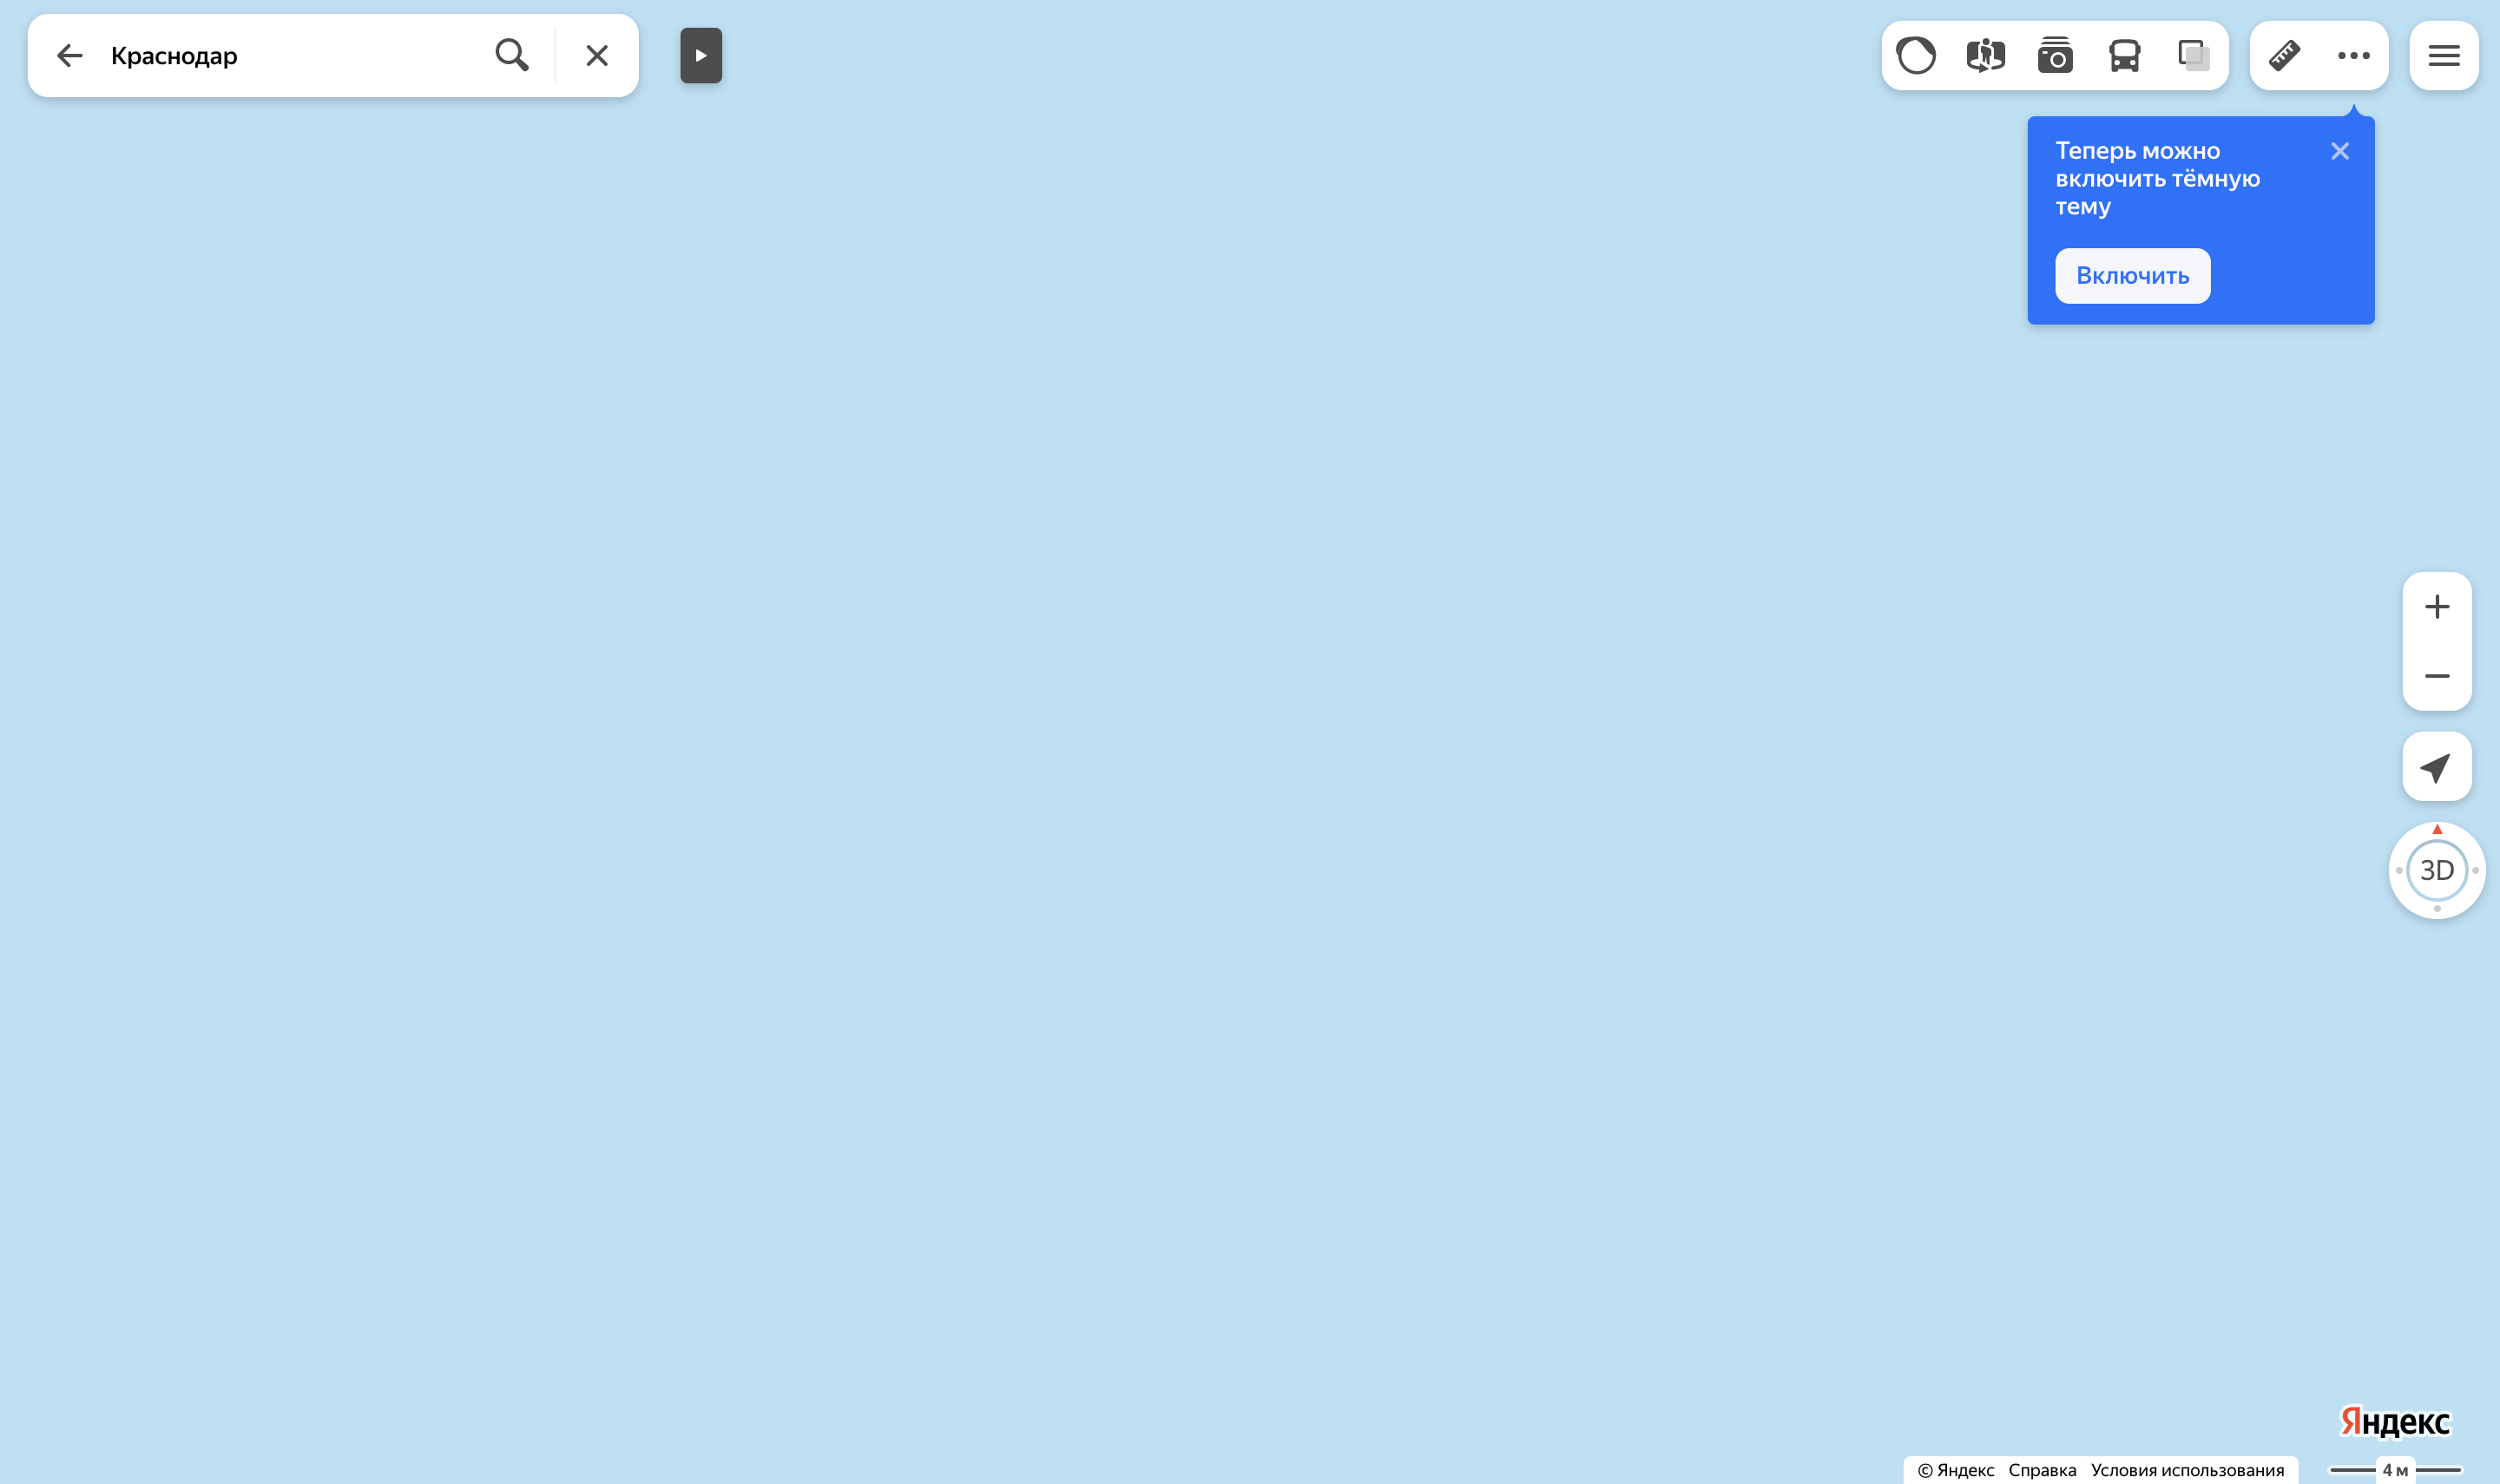 Краснодар
Теперь можно
включить тёмную
тему
Включить
3D
Яндекс
© Яндекс Справка Условия использования
4 м